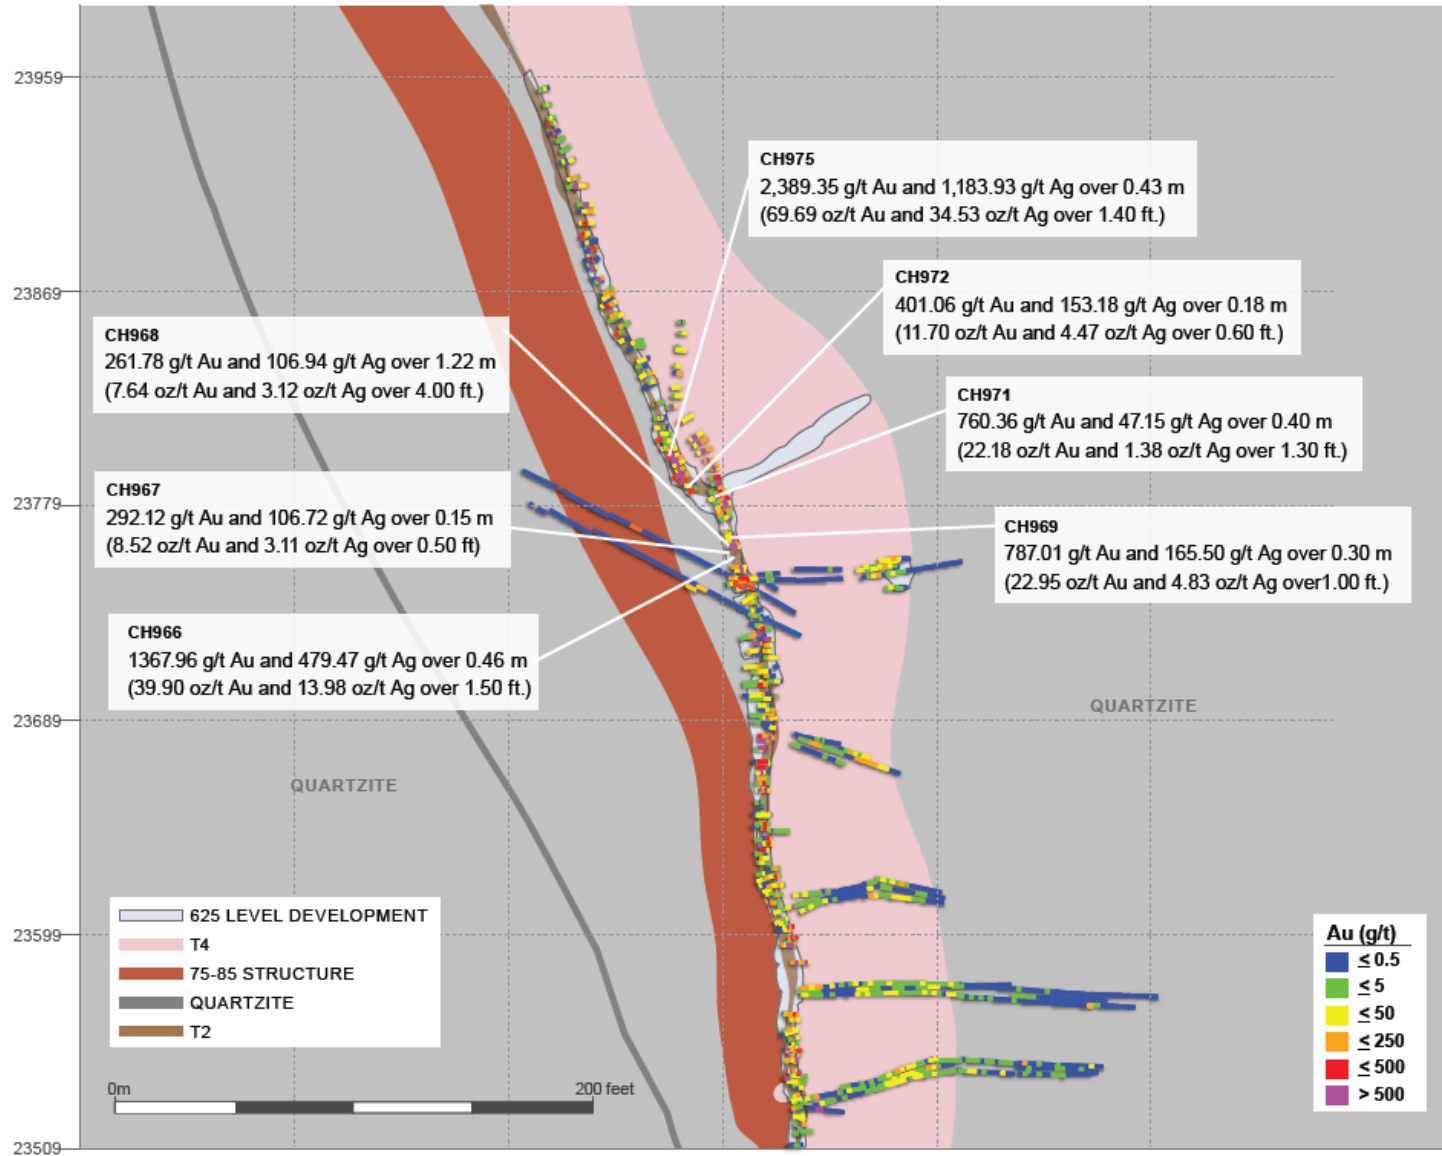 23959
CH975
2,389.35 g/t Au and 1,183.93 g/t Ag over 0.43 m
(69.69 oz/t Au and 34.53 oz/t Ag over 1.40 ft.)
CH972
401.06 g/t Au and 153.18 g/t Ag over 0.18 m
(11.70 oz/t Au and 4.47 oz/t Ag over 0.60 ft.)
23869
CH968
261.78 g/t Au and 106.94 g/t Ag over 1.22 m
(7.64 oz/t Au and 3.12 oz/t Ag over 4.00 ft.)
CH971
760.36 g/t Au and 47.15 g/t Ag over 0.40 m
(22.18 oz/t Au and 1.38 oz/t Ag over 1.30 ft.)
CH967
292.12 g/t Au and 106.72 g/t Ag over 0.15 m
(8.52 oz/t Au and 3.11 oz/t Ag over 0.50 ft)
23779
CH969
787.01 g/t Au and 165.50 g/t Ag over 0.30 m
(22.95 oz/t Au and 4.83 oz/t Ag over1.00 ft.)
CH966
1367.96 g/t Au and 479.47 g/t Ag over 0.46 m
(39.90 oz/t Au and 13.98 oz/t Ag over 1.50 ft.)
23689
QUARTZITE
QUARTZITE
625 LEVEL DEVELOPMENT
T4
75-85 STRUCTURE
QUARTZITE
T2
23599
Au (g/t)
≤ 0.5
≤ 5
≤ 50
≤ 250
≤ 500
> 500
0m 200 feet
23509